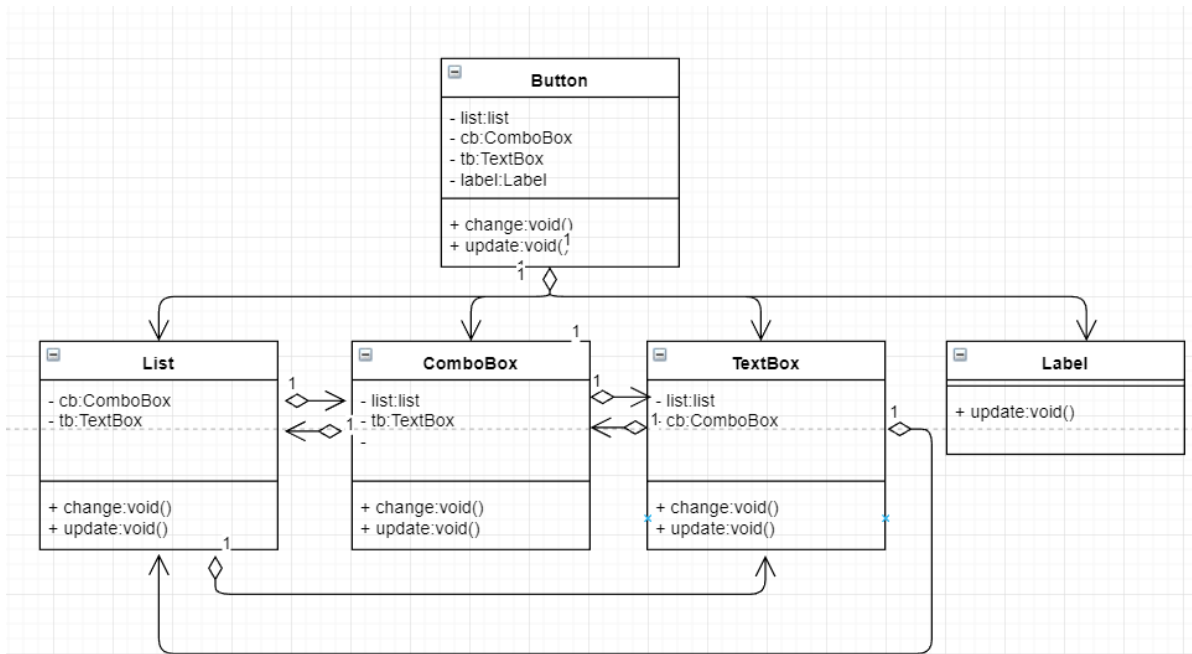 Button
- list:list
- cb:ComboBox
- tb:TextBox
- label:Label
+ change:void()
+ update:void(
1
1
1
List
- cb:ComboBox
- tb:TextBox
+ change:void()
+ update:void()
1
1
ComboBox
- list:list
- tb:TextBox
-
+ change:void()
+ update:void()
1
1
1
TextBox
- list:list
- cb:ComboBox
+ change:void()
+ update:void()
1
1
Label
+ update:void()